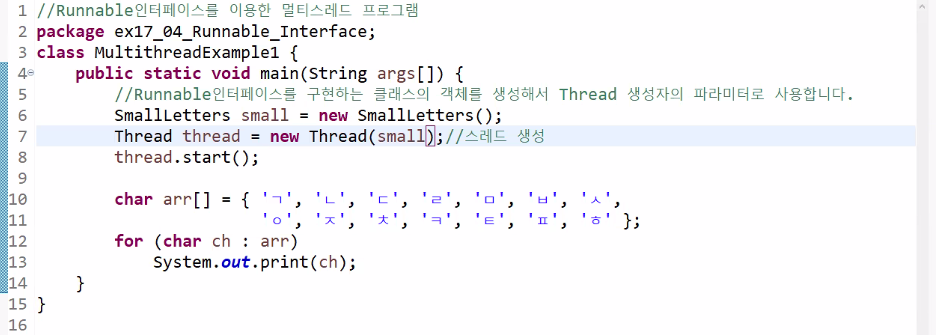 1 //Runnable인터페이스를 이용한 멀티스레드 프로그램
2 package ex17_04_Runnable_Interface;
3 class MultithreadExample1 {
4 public static void main(String args[]) {
5 //Runnable인터페이스를 구현하는 클래스의 객체를 생성해서 Thread 생성자의 파라미터로 사용합니다.
6 SmallLetters small = new SmallLetters();
7 Thread thread = new Thread(small);//스레드 생성
8 thread.start();
9
10 char arr[] = { 'ㄱ', 'ㄴ', 'ㄷ', 'ㄹ', 'ㅁ', 'ㅂ', 'ㅅ',
11 'ㅇ', 'ㅈ', 'ㅊ', 'ㅋ', 'ㅌ', 'ㅍ', 'ㅎ' };
12 for (char ch : arr)
13 System.out.print(ch);
14 }
15 }
16